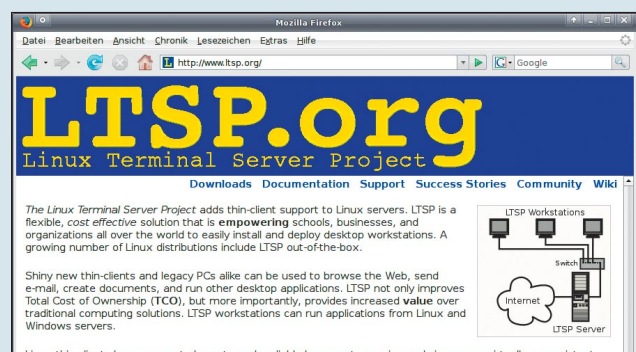 Mozilla Firefox
Datei Bearbeiten Ansicht Chronik Lesezeichen Extras Hilfe
http://www.ltsp.org/
Google
LTSP.org
Linux Terminal Server Project
Downloads Documentation Support Success Stories Community Wiki
The Linux Terminal Server Project adds thin-client support to Linux servers. LTSP is a
flexible, cost effective solution that is empowering schools, businesses, and
organizations all over the world to easily install and deploy desktop workstations. A
growing number of Linux distributions include LTSP out-of-the-box.
LTSP Workstations
Switch
Internet
LTSP Server
Shiny new thin-clients and legacy PCs alike can be used to browse the Web, send
e-mail, create documents, and run other desktop applications. LTSP not only improves
Total Cost of Ownership (TCO), but more importantly, provides increased value over
traditional computing solutions. LTSP workstations can run applications from Linux and
Windows servers.